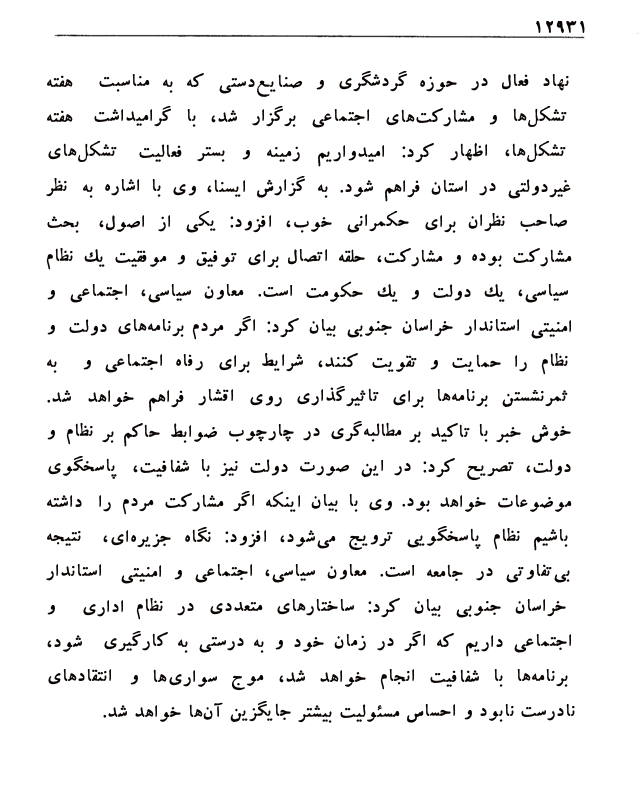 ۱۲۹۳۱
نهاد فعال در حوزه گردشگری و صنایع‌دستی که به مناسبت هفته
تشکل‌ها و مشارکت‌های اجتماعی برگزار شد، با گرامیداشت هفته
تشکل‌ها، اظهار کرد: امیدواریم زمینه و بستر فعالیت تشکل‌های
غیردولتی در استان فراهم شود. به گزارش ایسنا، وی با اشاره به نظر
صاحب نظران برای حکمرانی خوب، افزود: یکی از اصول، بحث
مشارکت بوده و مشارکت، حلقه اتصال برای توفیق و موفقیت یك نظام
سیاسی، یك دولت و یك حکومت است. معاون سیاسی، اجتماعی و
امنیتی استاندار خراسان جنوبی بیان کرد: اگر مردم برنامه‌های دولت و
نظام را حمایت و تقویت کنند، شرایط برای رفاه اجتماعی و به
ثمرنشستن برنامه‌ها برای تاثیرگذاری روی اقشار فراهم خواهد شد.
خوش خبر با تاکید بر مطالبه‌گری در چارچوب ضوابط حاکم بر نظام و
دولت، تصریح کرد: در این صورت دولت نیز با شفافیت، پاسخگوی
موضوعات خواهد بود. وی با بیان اینکه اگر مشارکت مردم را داشته
باشیم نظام پاسخگویی ترویج می‌شود، افزود: نگاه جزیره‌ای، نتیجه
بی‌تفاوتی در جامعه است. معاون سیاسی، اجتماعی و امنیتی استاندار
خراسان جنوبی بیان کرد: ساختارهای متعددی در نظام اداری و
اجتماعی داریم که اگر در زمان خود و به درستی به کارگیری شود،
برنامه‌ها با شفافیت انجام خواهد شد، موج سواری‌ها و انتقادهای
نادرست نابود و احساس مسئولیت بیشتر جایگزین آن‌ها خواهد شد.